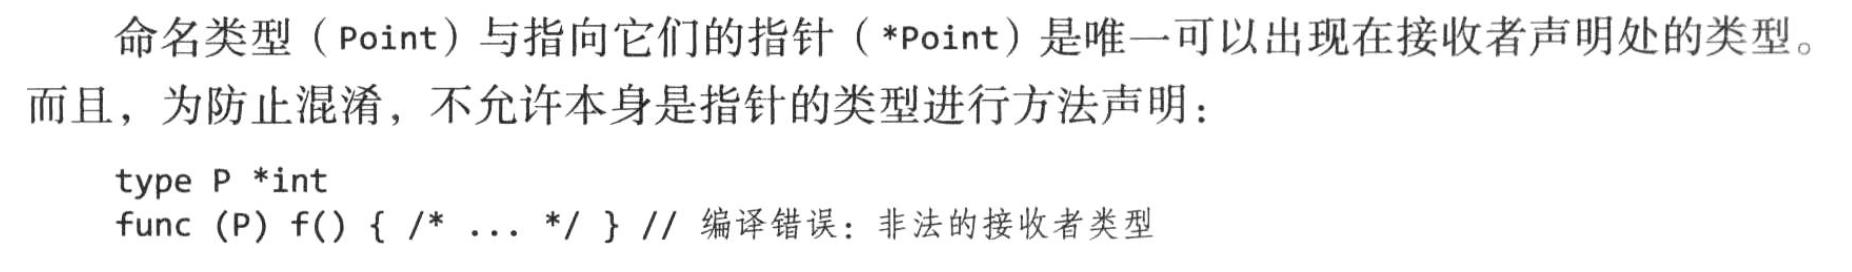 命名类型（Point）与指向它们的指针（*Point）是唯一可以出现在接收者声明处的类型。
而且，为防止混淆，不允许本身是指针的类型进行方法声明：
type P *int
func (P) f() { /* ... */ } // 编译错误：非法的接收者类型